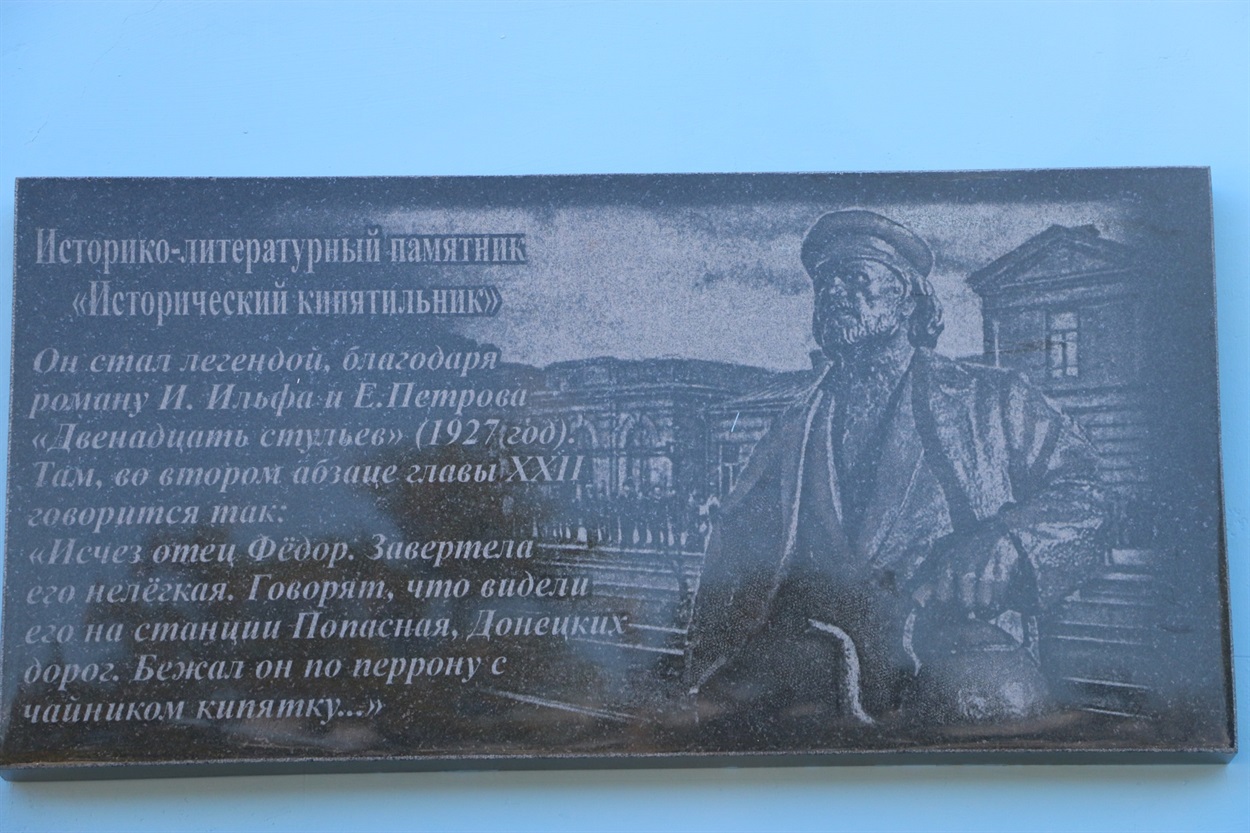 Историко-литературный памятник
«Исторический кипятильник»
Он стал легендой, благодаря
роману И. Ильфа и Е.Петрова
«Двенадцать стульев» (1927 год).
Там, во втором абзаце главы XXII
говорится так:
«Исчез отец Фёдор. Завертела
его нелёгкая. Говорят, что видели
его на станции Попасная, Донецких
дорог. Бежал он по перрону с
чайником кипятку...»